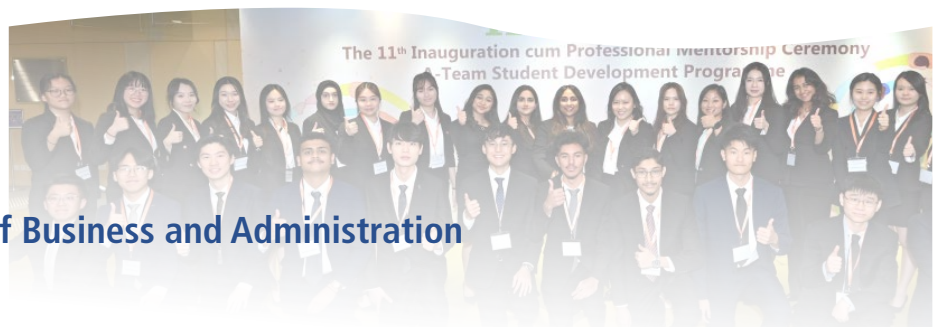 The 11th Inauguration cum Professional Mentorship Ceremony
-Team Student Development Programme
f Business and Administration